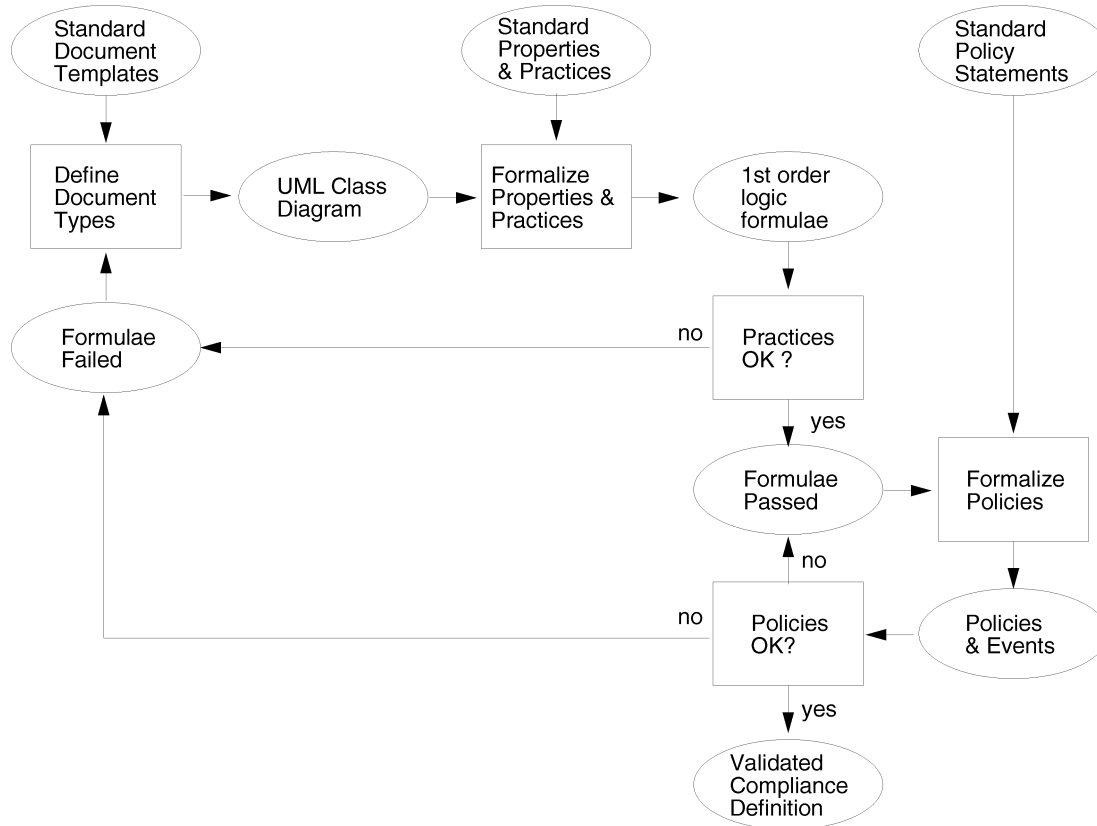 Standard
Document
Templates
Standard
Properties
& Practices
Standard
Policy
Statements
Define
Document
Types
UML Class
Diagram
Formalize
Properties &
Practices
1st order
logic
formulae
Formulae
Failed
no
Practices
OK ?
yes
Formulae
Passed
Formalize
Policies
no
no
Policies
OK?
Policies
& Events
yes
Validated
Compliance
Definition